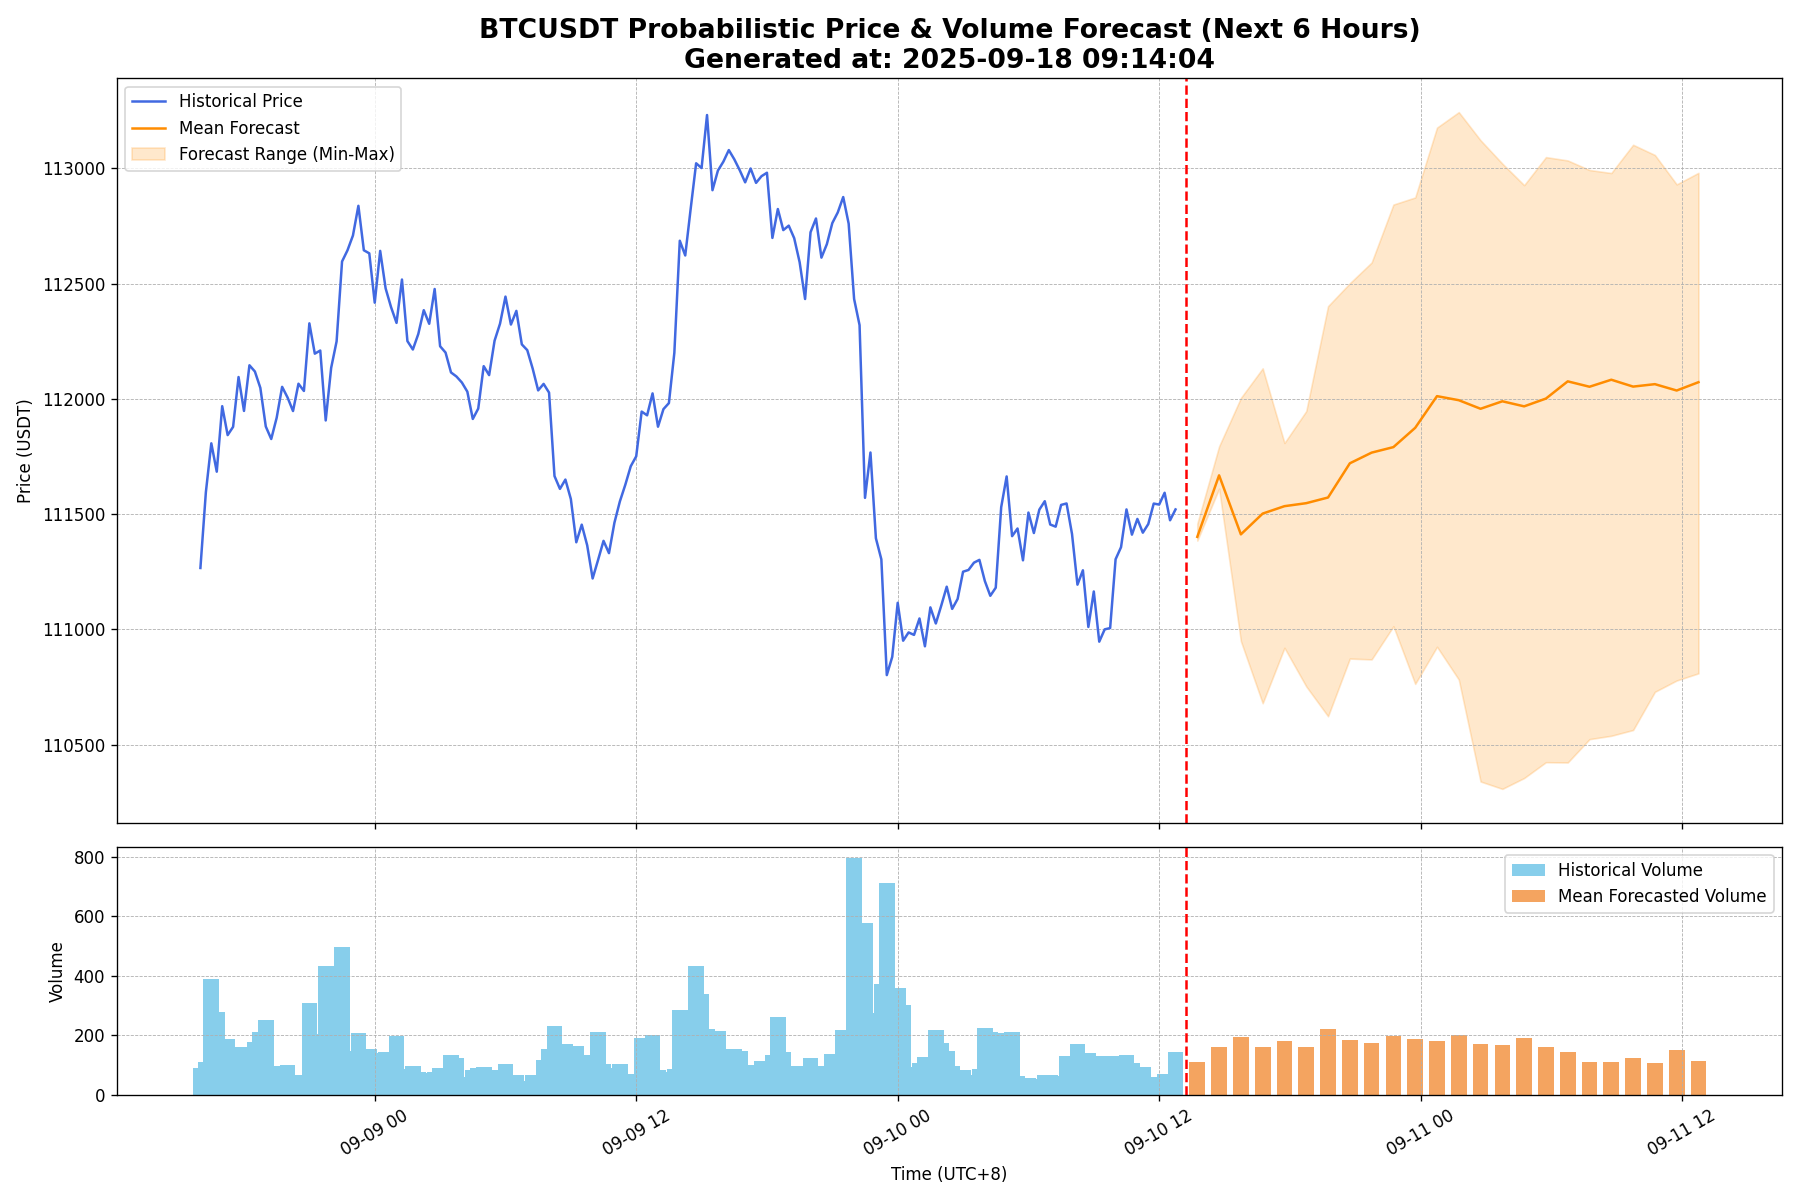 BTCUSDT Probabilistic Price & Volume Forecast (Next 6 Hours)
Generated at: 2025-09-18 09:14:04
Historical Price
Mean Forecast
Forecast Range (Min-Max)
113000
112500
112000
111500
111000
110500
Price (USDT)
Historical Volume
Mean Forecasted Volume
800
600
400
200
0
Volume
09-09 00
09-09 12
09-10 00
09-10 12
09-11 00
09-11 12
Time (UTC+8)